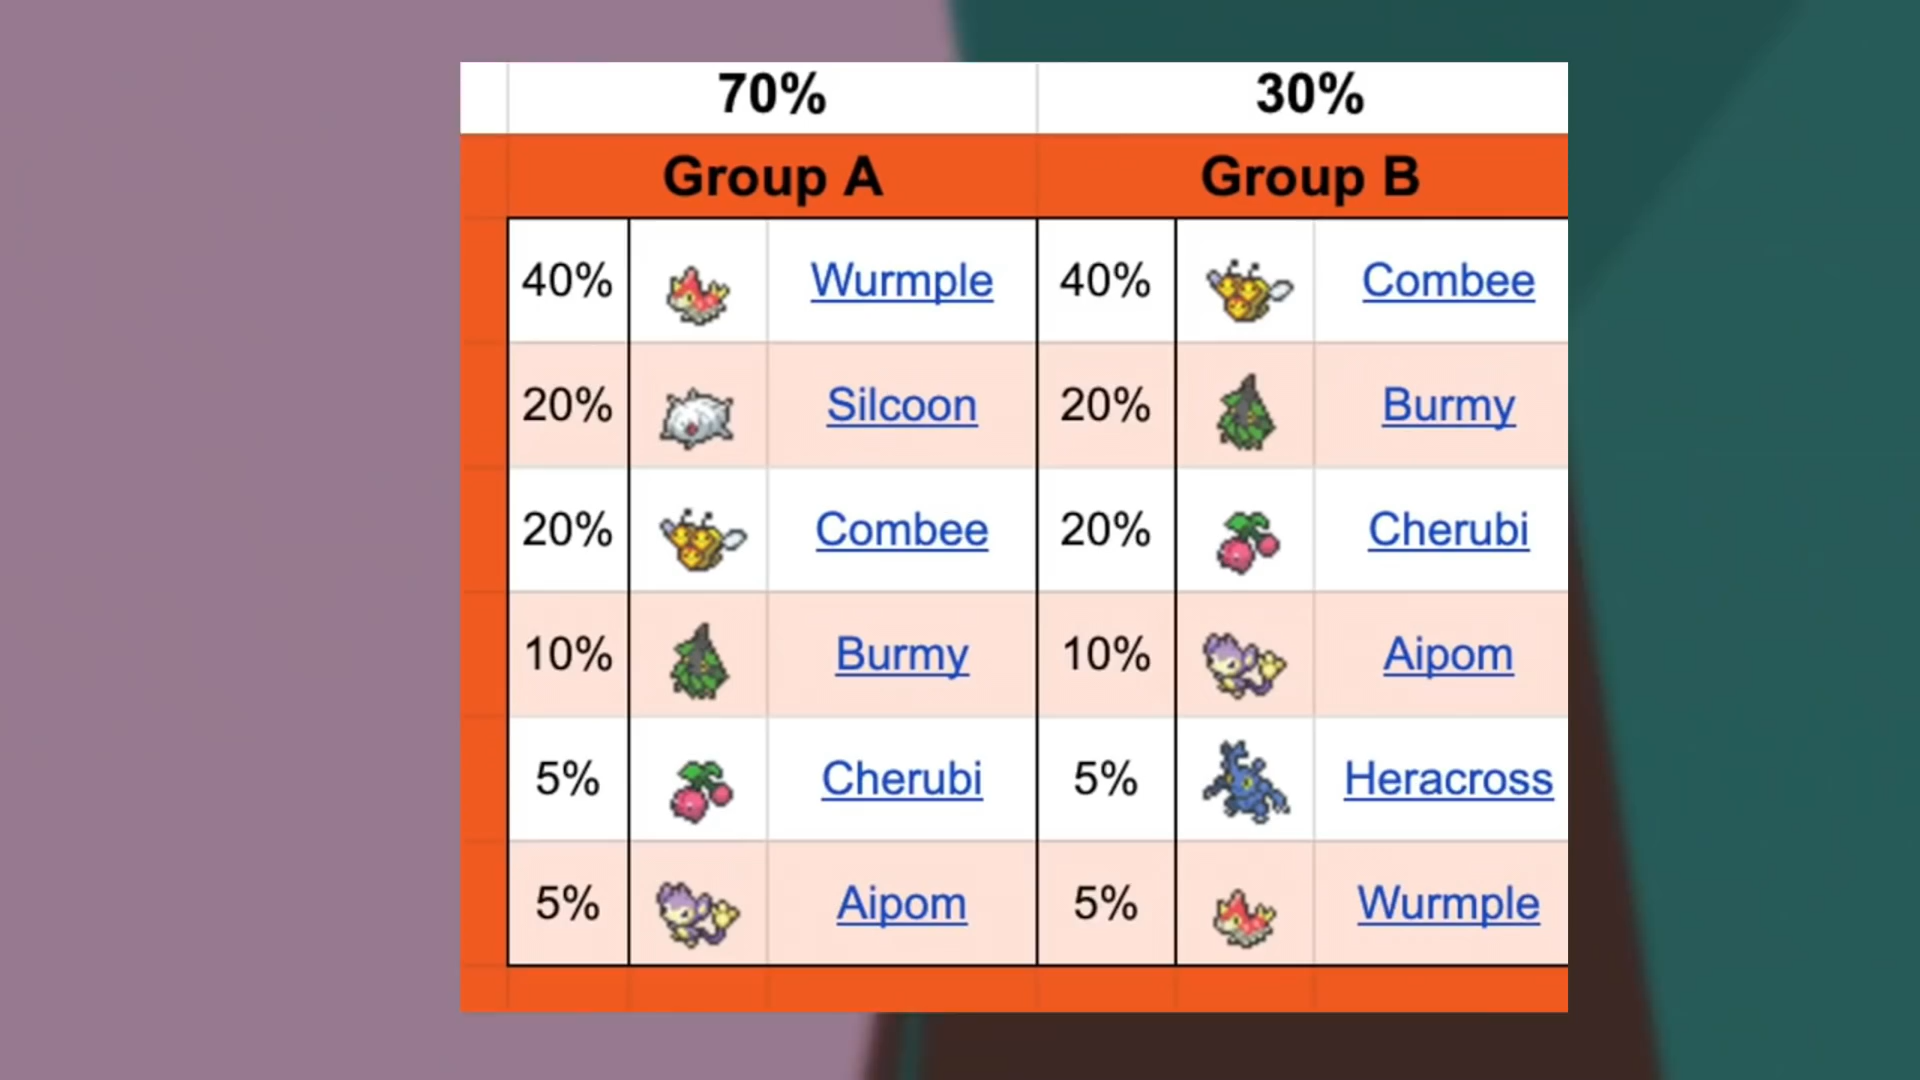 70% 30%
Group A Group B
40% Wurmple 40% Combee
20% Silcoon 20% Burmy
20% Combee 20% Cherubi
10% Burmy 10% Aipom
5% Cherubi 5% Heracross
5% Aipom 5% Wurmple